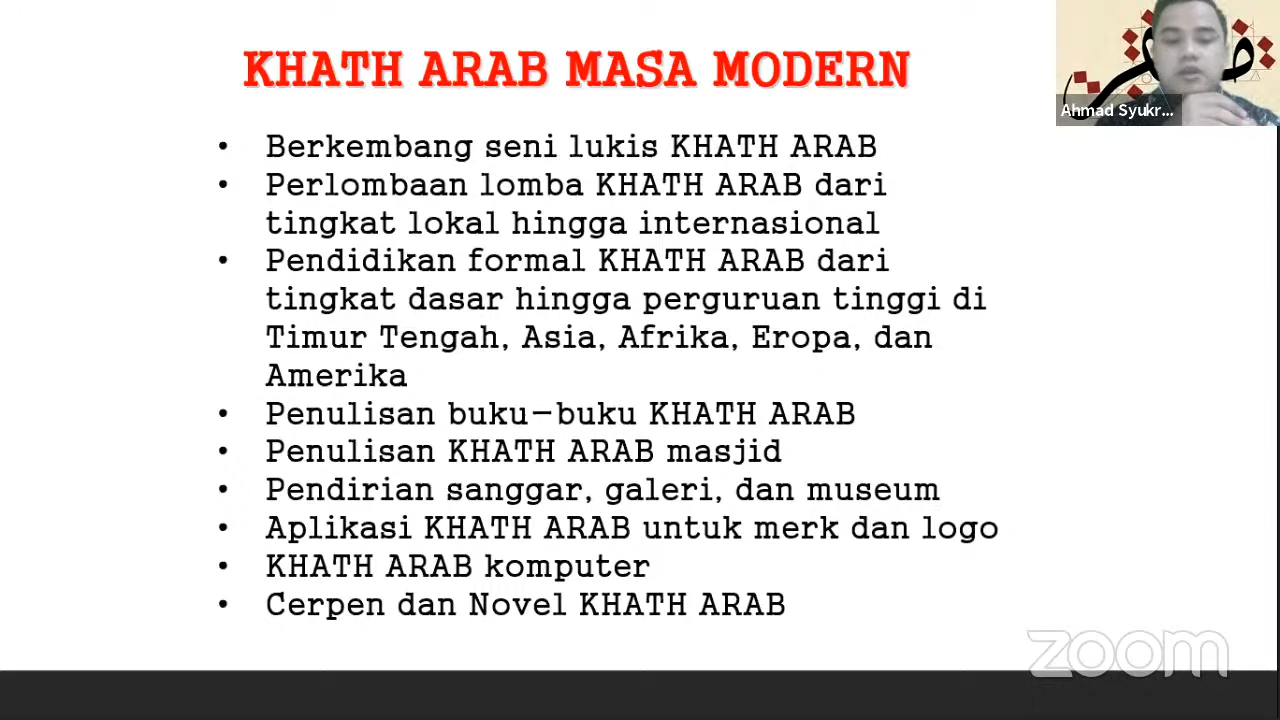 KHATH ARAB MASA MODERN
• Berkembang seni lukis KHATH ARAB
• Perlombaan lomba KHATH ARAB dari
tingkat lokal hingga internasional
• Pendidikan formal KHATH ARAB dari
tingkat dasar hingga perguruan tinggi di
Timur Tengah, Asia, Afrika, Eropa, dan
Amerika
• Penulisan buku-buku KHATH ARAB
• Penulisan KHATH ARAB masjid
• Pendirian sanggar, galeri, dan museum
• Aplikasi KHATH ARAB untuk merk dan logo
• KHATH ARAB komputer
• Cerpen dan Novel KHATH ARAB
Ahmad Syukr...
zoom